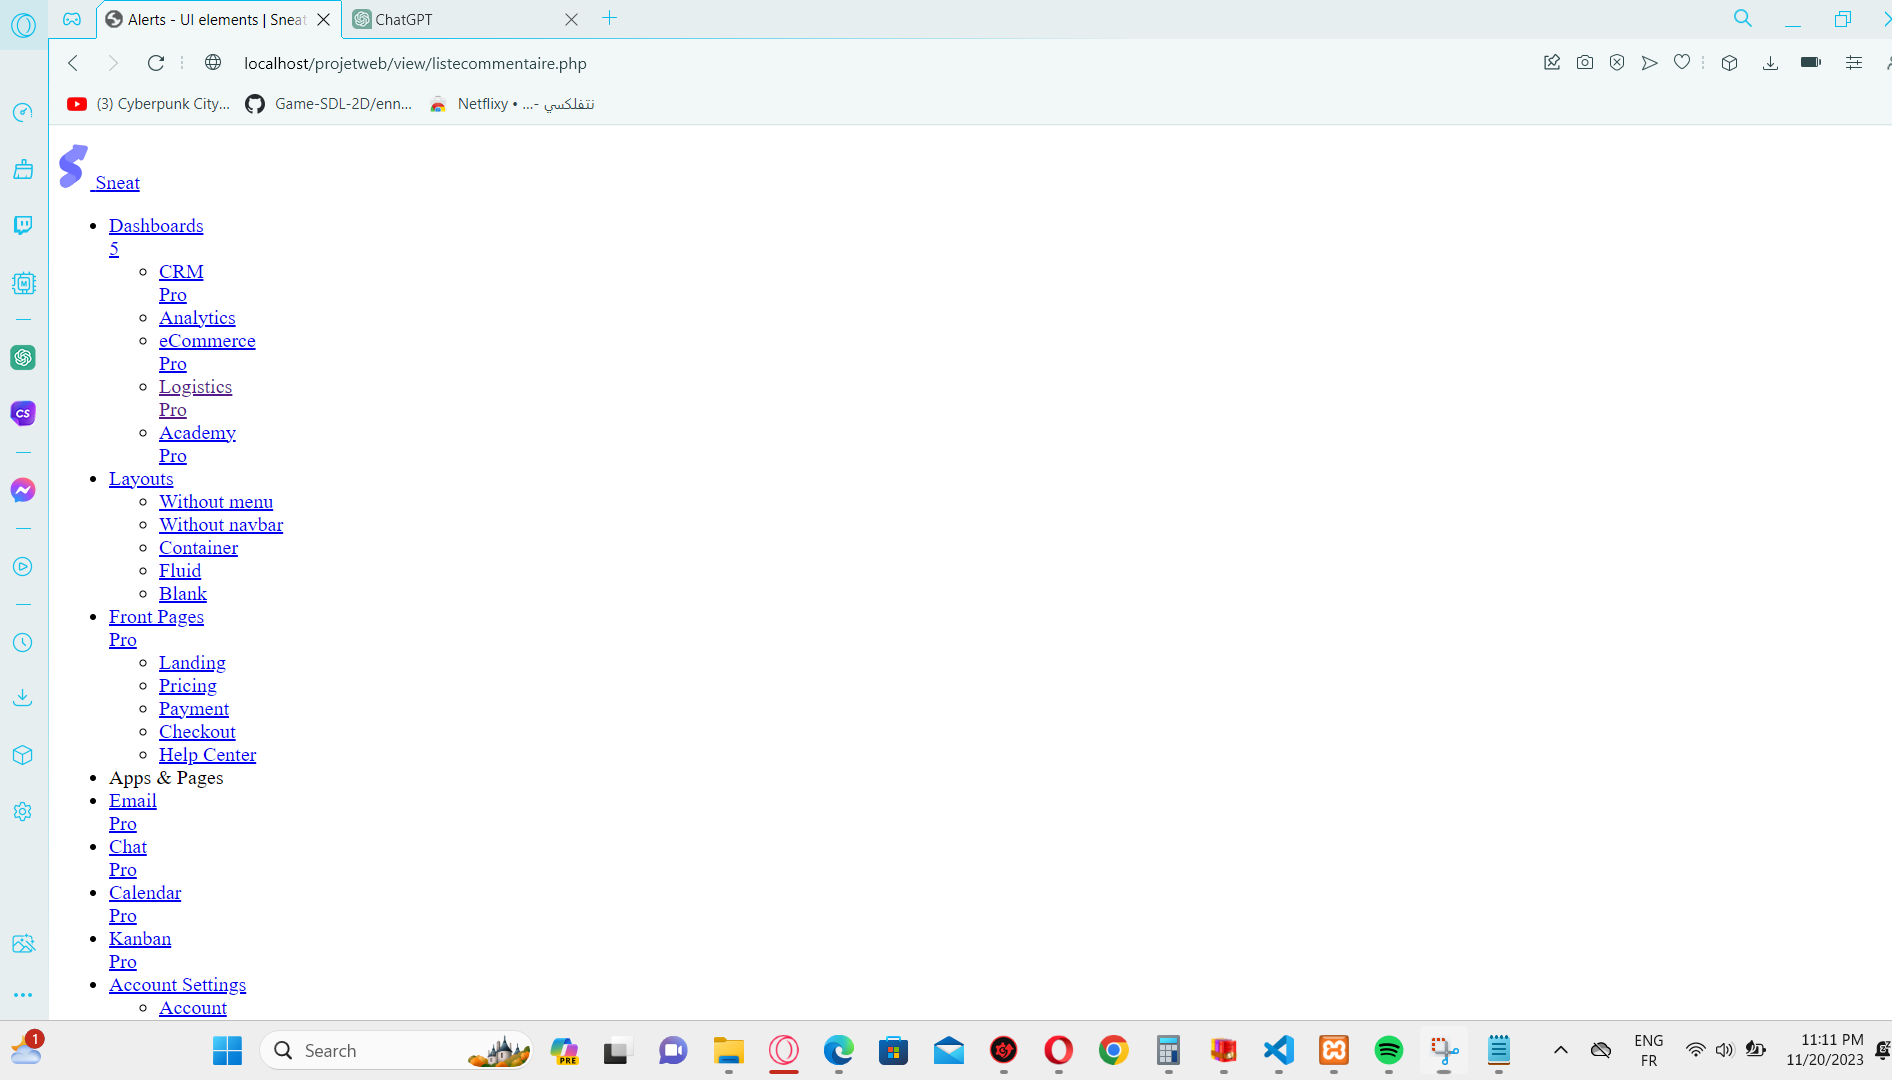 Alerts - UI elements | Sneat
ChatGPT
localhost/projetweb/view/listecommentaire.php
(3) Cyberpunk City...
Game-SDL-2D/enn...
Netflixy • ...- نتفلكسي
Sneat
Dashboards
5
CRM
Pro
Analytics
eCommerce
Pro
Logistics
Pro
Academy
Pro
Layouts
Without menu
Without navbar
Container
Fluid
Blank
Front Pages
Pro
Landing
Pricing
Payment
Checkout
Help Center
Apps & Pages
Email
Pro
Chat
Pro
Calendar
Pro
Kanban
Pro
Account Settings
Account
M
CS
1
Search
PRE
ENG
FR
11:11 PM
11/20/2023